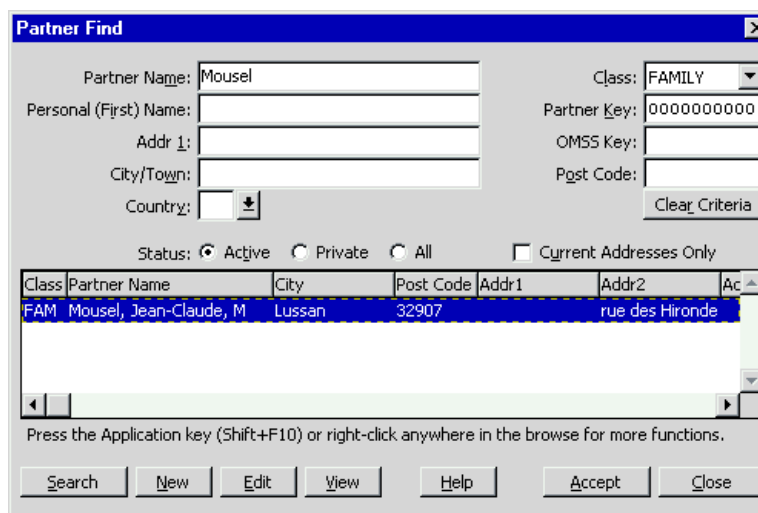 Partner Find
Partner Name: Mousel Class: FAMILY
Personal (First) Name: Partner Key: 0000000000
Addr 1: OMSS Key:
City/Town: Post Code:
Country: Clear Criteria
Status: Active Private All Current Addresses Only
Class Partner Name City Post Code Addr1 Addr2 Ac
FAM Mousel, Jean-Claude, M Lussan 32907 rue des Hironde
Press the Application key (Shift+F10) or right-click anywhere in the browse for more functions.
Search New Edit View Help Accept Close